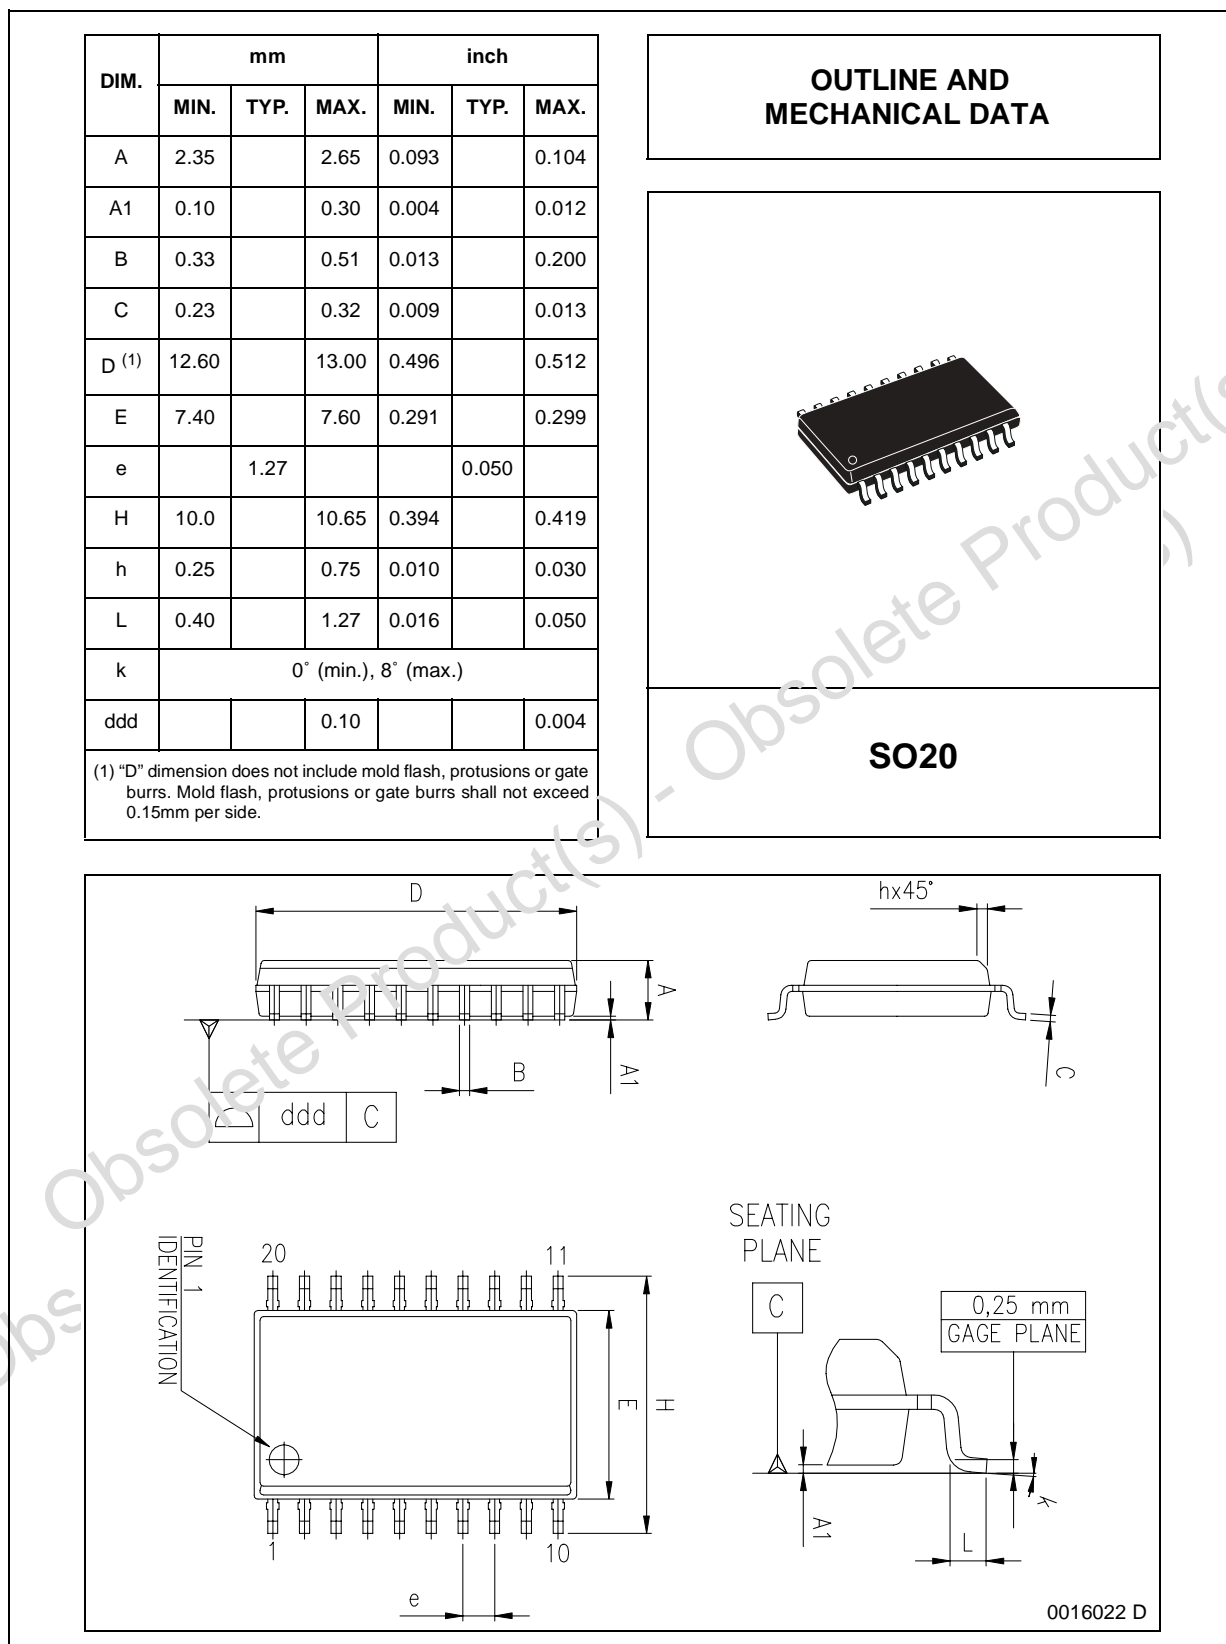 DIM. mm inch
MIN. TYP. MAX. MIN. TYP. MAX.
A 2.35 2.65 0.093 0.104
A1 0.10 0.30 0.004 0.012
B 0.33 0.51 0.013 0.200
C 0.23 0.32 0.009 0.013
D (1) 12.60 13.00 0.496 0.512
E 7.40 7.60 0.291 0.299
e 1.27 0.050
H 10.0 10.65 0.394 0.419
h 0.25 0.75 0.010 0.030
L 0.40 1.27 0.016 0.050
k 0˚ (min.), 8˚ (max.)
ddd 0.10 0.004
(1) “D” dimension does not include mold flash, protusions or gate
burrs. Mold flash, protusions or gate burrs shall not exceed
0.15mm per side.
OUTLINE AND
MECHANICAL DATA
SO20
Obsolete Product(s) - Obsolete Product(s)
D
hx45°
A
A1
B
C
ddd C
PIN 1
IDENTIFICATION
20
11
E
H
1
10
e
SEATING
PLANE
C
0,25 mm
GAGE PLANE
A1
L
k
0016022 D